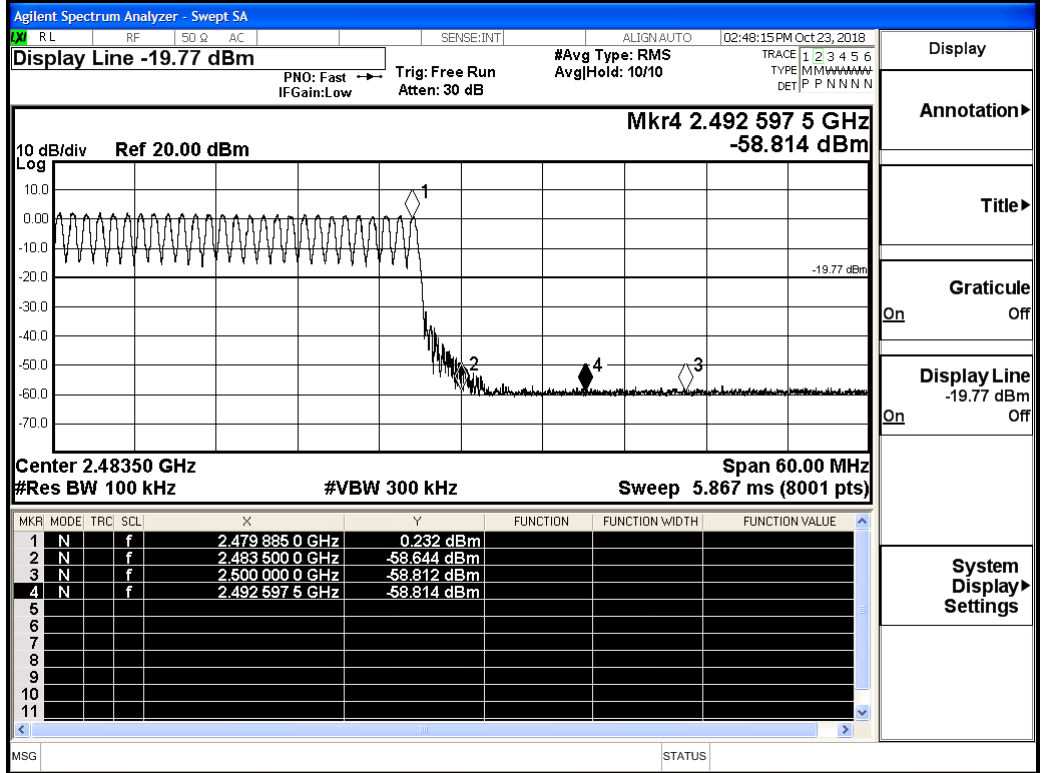 Agilent Spectrum Analyzer - Swept SA
LXI RL RF 50 Ω AC SENSE:INT ALIGNAUTO 02:48:15PM Oct 23, 2018
Display Line -19.77 dBm
PNO: Fast
IFGain:Low
Trig: Free Run
Atten: 30 dB
#Avg Type: RMS
Avg|Hold: 10/10
TRACE 1 2 3 4 5 6
TYPE M M W W W W
DET P P N N N N
Mkr4 2.492 597 5 GHz
-58.814 dBm
10 dB/div Ref 20.00 dBm
Log
10.0
0.00
-10.0
-20.0
-30.0
-40.0
-50.0
-60.0
-70.0
1
-19.77 dBm
2
4
3
Center 2.48350 GHz Span 60.00 MHz
#Res BW 100 kHz #VBW 300 kHz Sweep 5.867 ms (8001 pts)
MKR MODE TRC SCL X Y FUNCTION FUNCTION WIDTH FUNCTION VALUE
1 N f 2.479 885 0 GHz 0.232 dBm
2 N f 2.483 500 0 GHz -58.644 dBm
3 N f 2.500 000 0 GHz -58.812 dBm
4 N f 2.492 597 5 GHz -58.814 dBm
5
6
7
8
9
10
11
MSG STATUS
Display
Annotation
Title
Graticule
On Off
Display Line
-19.77 dBm
On Off
System
Display
Settings